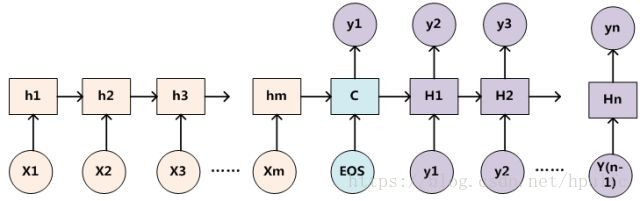 y1 y2 y3 yn
h1 h2 h3 hm C H1 H2 Hn
X1 X2 X3 ...... Xm EOS y1 y2 ...... Y(n-
1)